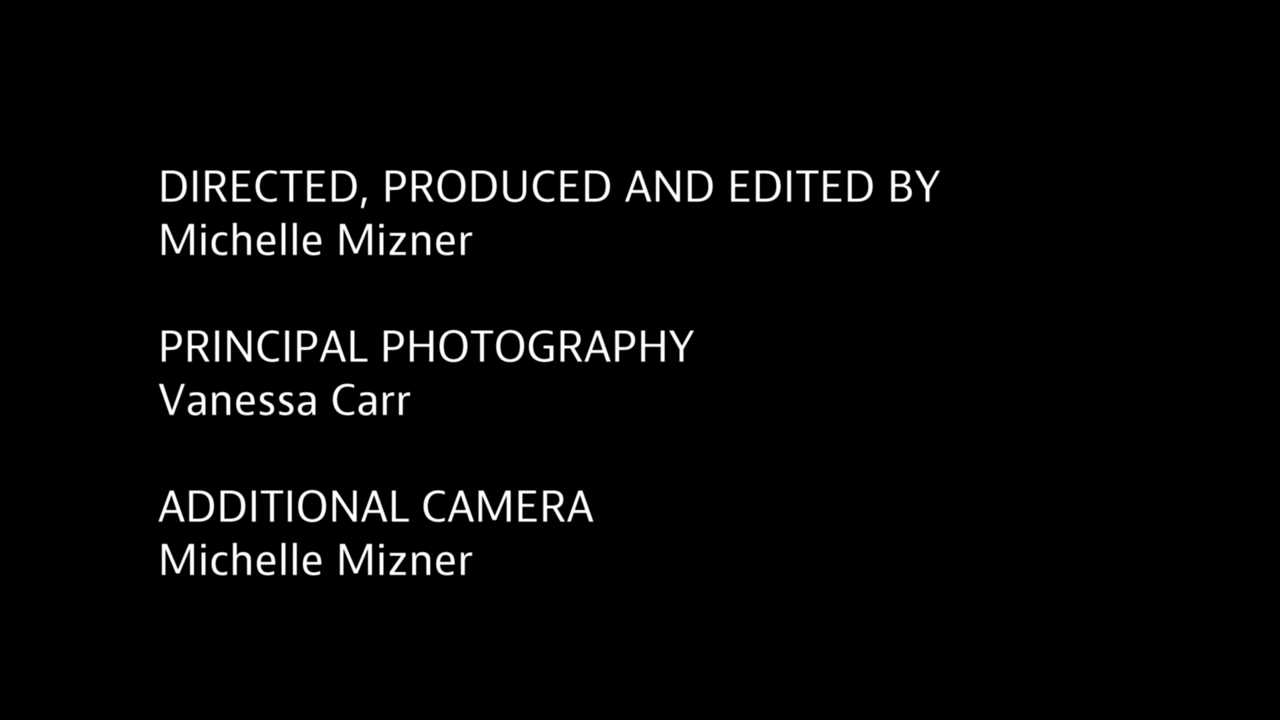 DIRECTED, PRODUCED AND EDITED BY
Michelle Mizner
PRINCIPAL PHOTOGRAPHY
Vanessa Carr
ADDITIONAL CAMERA
Michelle Mizner